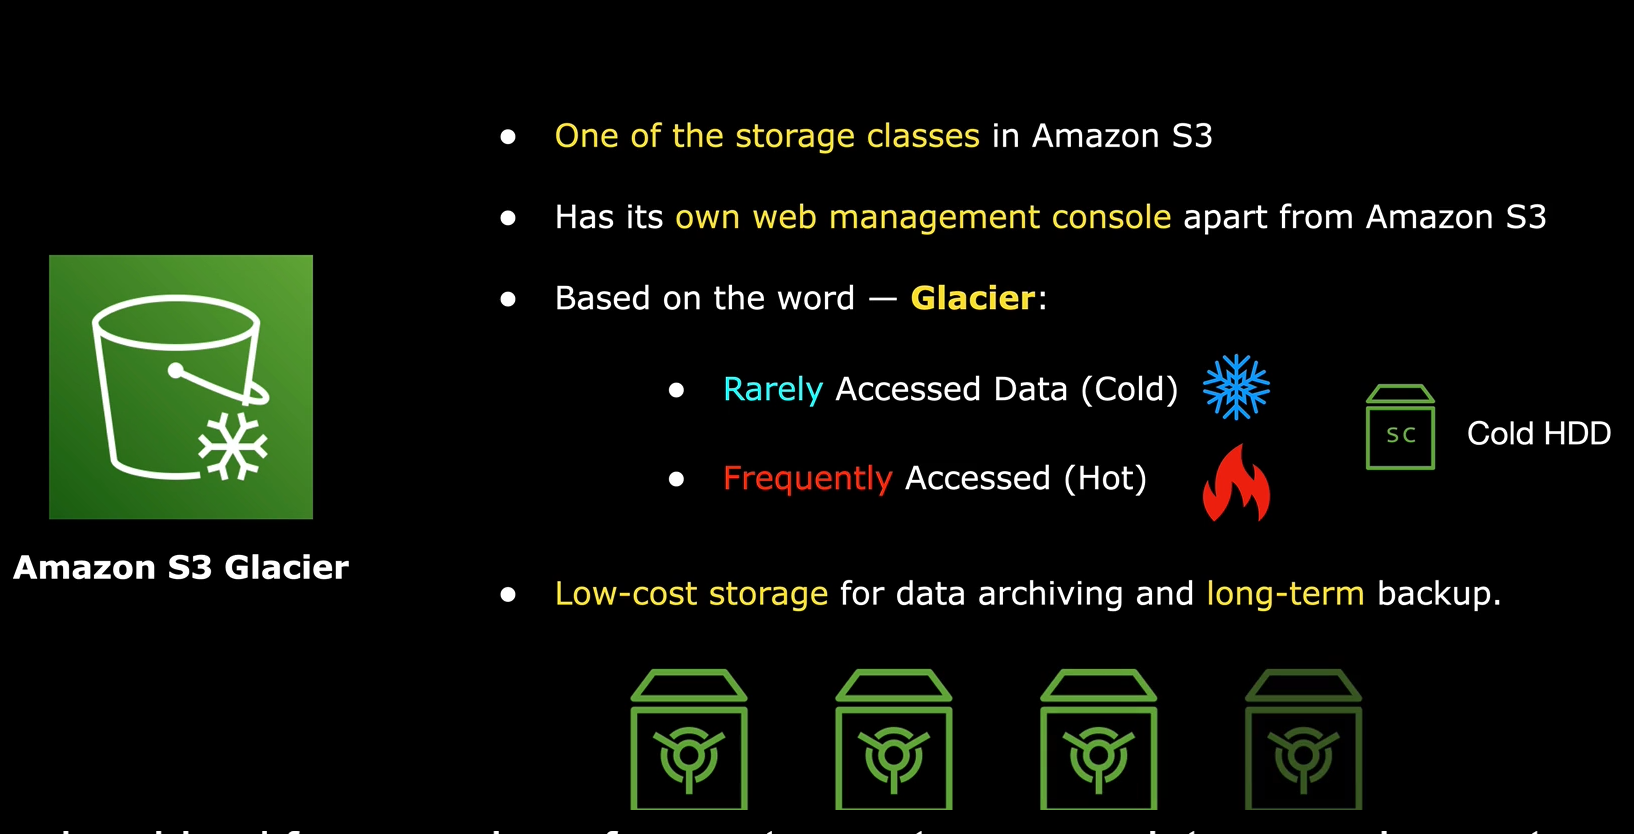 One of the storage classes in Amazon S3
Has its own web management console apart from Amazon S3
Based on the word — Glacier:
Rarely Accessed Data (Cold)
Frequently Accessed (Hot)
SC
Cold HDD
Amazon S3 Glacier
Low-cost storage for data archiving and long-term backup.